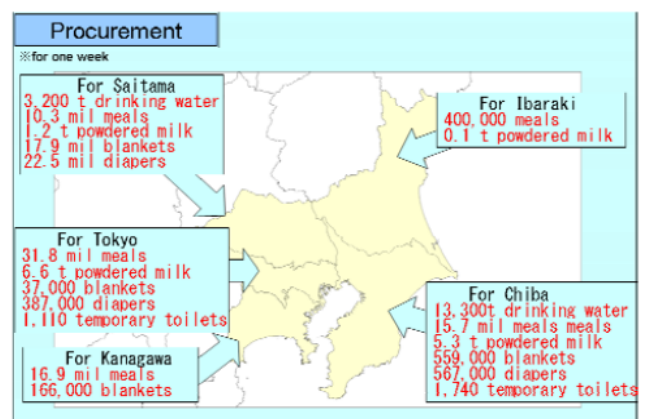 Procurement
※for one week
For Saitama
3,200 t drinking water
10.3 mil meals
1.2 t powdered milk
17.9 mil blankets
22.5 mil diapers
For Ibaraki
400,000 meals
0.1 t powdered milk
For Tokyo
31.8 mil meals
6.6 t powdered milk
37,000 blankets
387,000 diapers
1,110 temporary toilets
For Chiba
13,300t drinking water
15.7 mil meals meals
5.3 t powdered milk
559,000 blankets
567,000 diapers
1,740 temporary toilets
For Kanagawa
16.9 mil meals
166,000 blankets